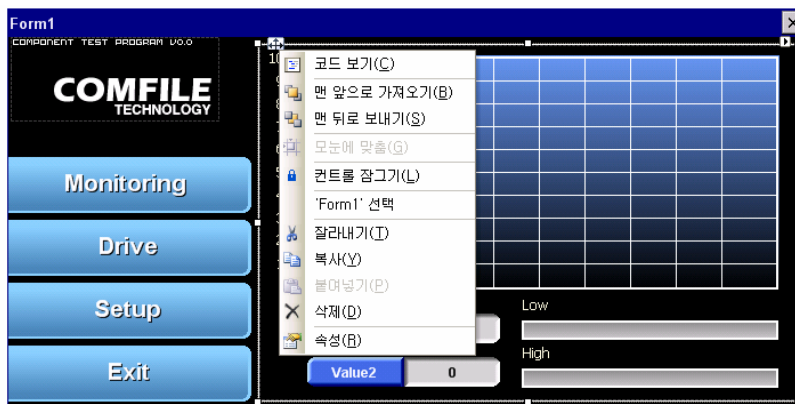 Form1
COMPONENT TEST PROGRAM V0.0
COMFILE
TECHNOLOGY
Monitoring
Drive
Setup
Exit
코드 보기(C)
맨 앞으로 가져오기(B)
맨 뒤로 보내기(S)
모눈에 맞춤(G)
컨트롤 잠그기(L)
'Form1' 선택
잘라내기(T)
복사(Y)
붙여넣기(P)
삭제(D)
속성(R)
Value2 0
Low
High